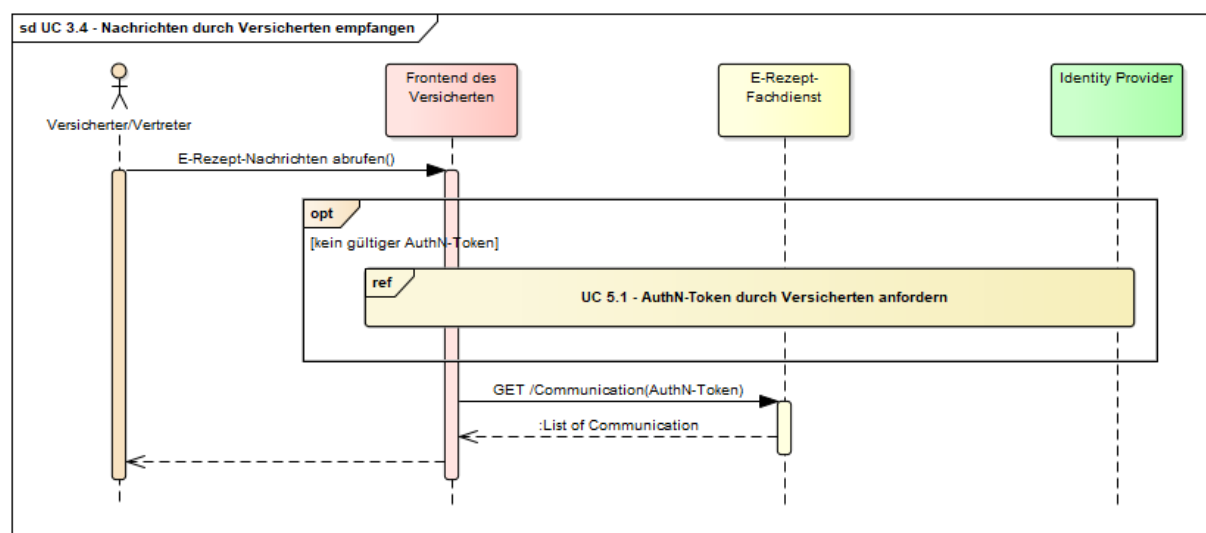 sd UC 3.4 - Nachrichten durch Versicherten empfangen
Versicherter/Vertreter
Frontend des
Versicherten
E-Rezept-
Fachdienst
Identity Provider
E-Rezept-Nachrichten abrufen()
opt
[kein gültiger AuthN-Token]
ref
UC 5.1 - AuthN-Token durch Versicherten anfordern
GET /Communication(AuthN-Token)
:List of Communication